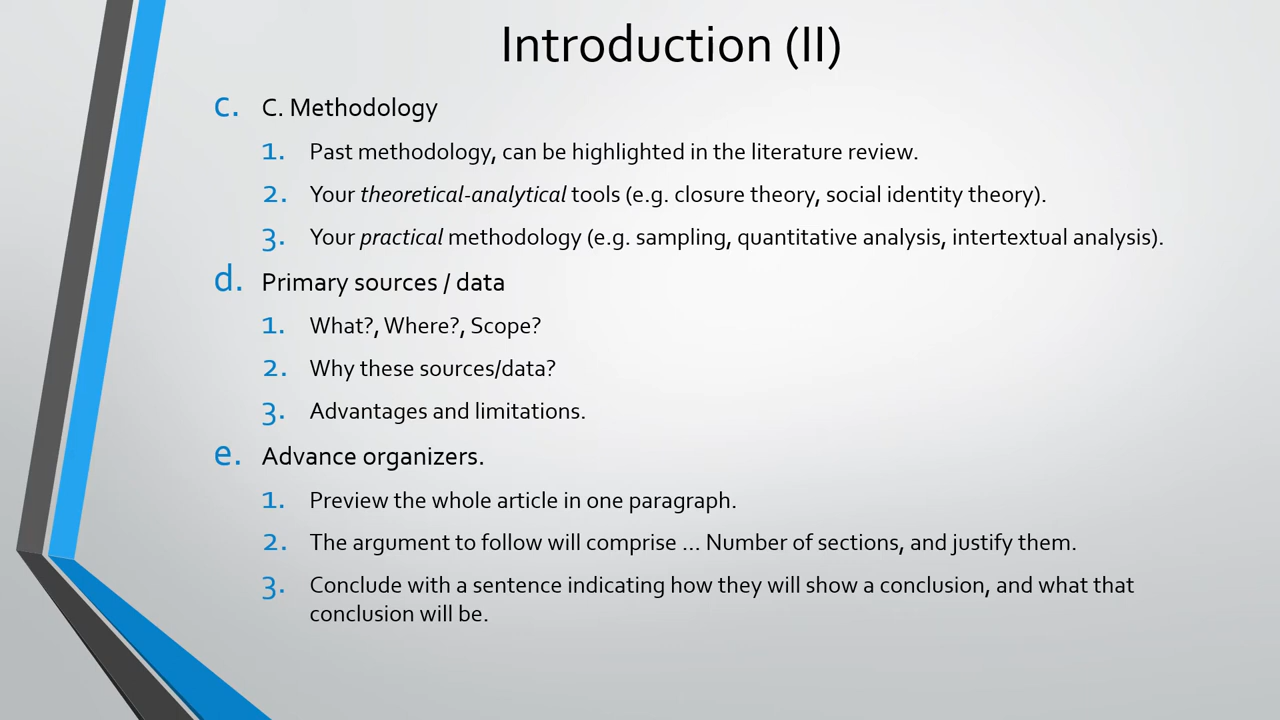 Introduction (II)
c. C. Methodology
1. Past methodology, can be highlighted in the literature review.
2. Your theoretical-analytical tools (e.g. closure theory, social identity theory).
3. Your practical methodology (e.g. sampling, quantitative analysis, intertextual analysis).
d. Primary sources / data
1. What?, Where?, Scope?
2. Why these sources/data?
3. Advantages and limitations.
e. Advance organizers.
1. Preview the whole article in one paragraph.
2. The argument to follow will comprise ... Number of sections, and justify them.
3. Conclude with a sentence indicating how they will show a conclusion, and what that
conclusion will be.